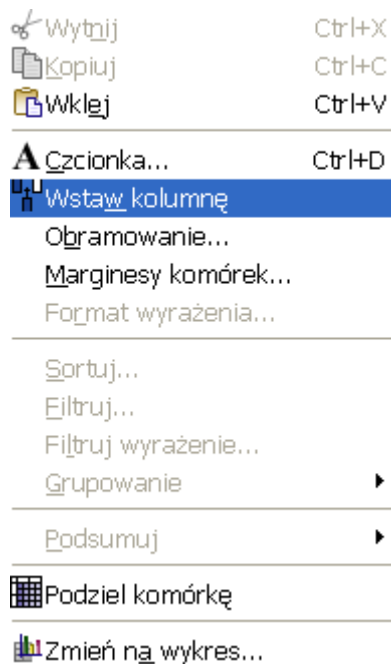 Wytnij Ctrl+X
Kopiuj Ctrl+C
Wklej Ctrl+V
Czcionka... Ctrl+D
Wstaw kolumnę
Obramowanie...
Marginesy komórek...
Format wyrażenia...
Sortuj...
Filtruj...
Filtruj wyrażenie...
Grupowanie
Podsumuj
Podziel komórkę
Zmień na wykres...